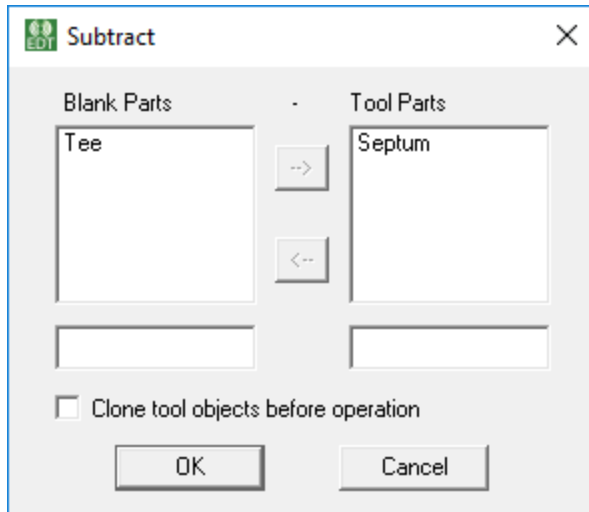 EDT Subtract
Blank Parts - Tool Parts
Tee Septum
--> 
<--
Clone tool objects before operation
OK Cancel